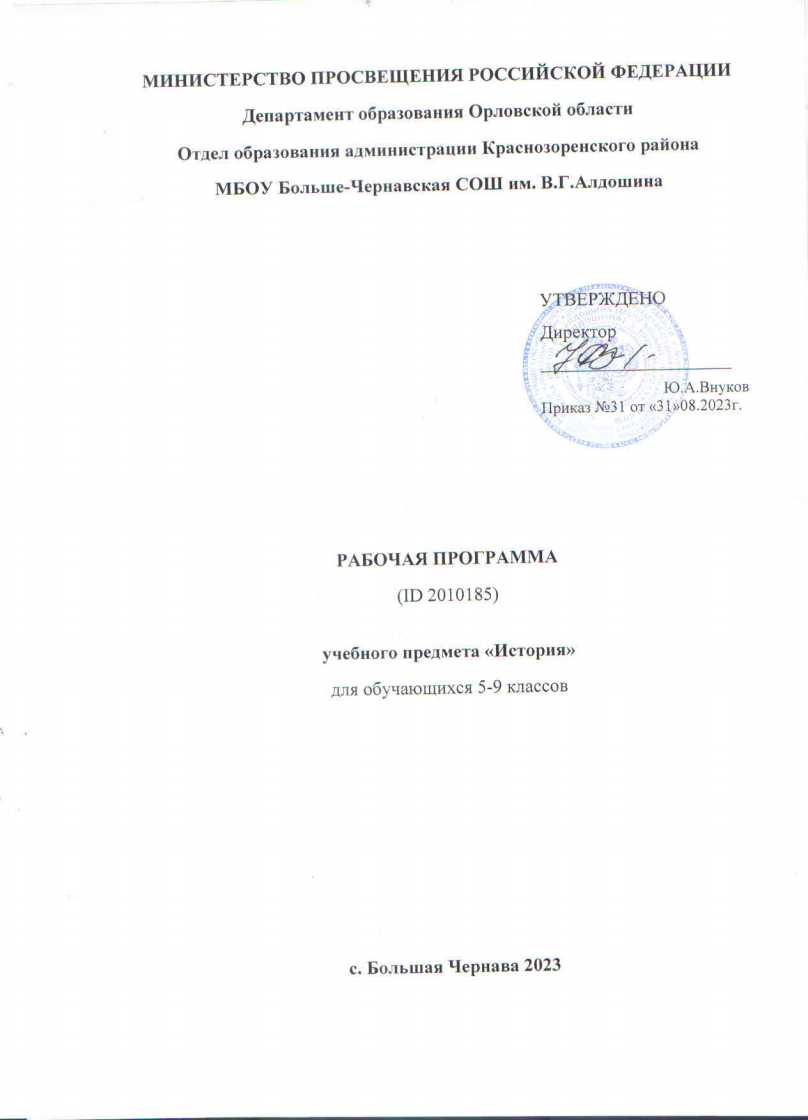 МИНИСТЕРСТВО ПРОСВЕЩЕНИЯ РОССИЙСКОЙ ФЕДЕРАЦИИ
Департамент образования Орловской области
Отдел образования администрации Краснозоренского района
МБОУ Больше-Чернавская СОШ им. В.Г.Алдошина
УТВЕРЖДЕНО
Директор
Ю.А.Внуков
Приказ №31 от «31»08.2023г.
РАБОЧАЯ ПРОГРАММА
(ID 2010185)
учебного предмета «История»
для обучающихся 5-9 классов
с. Большая Чернава 2023